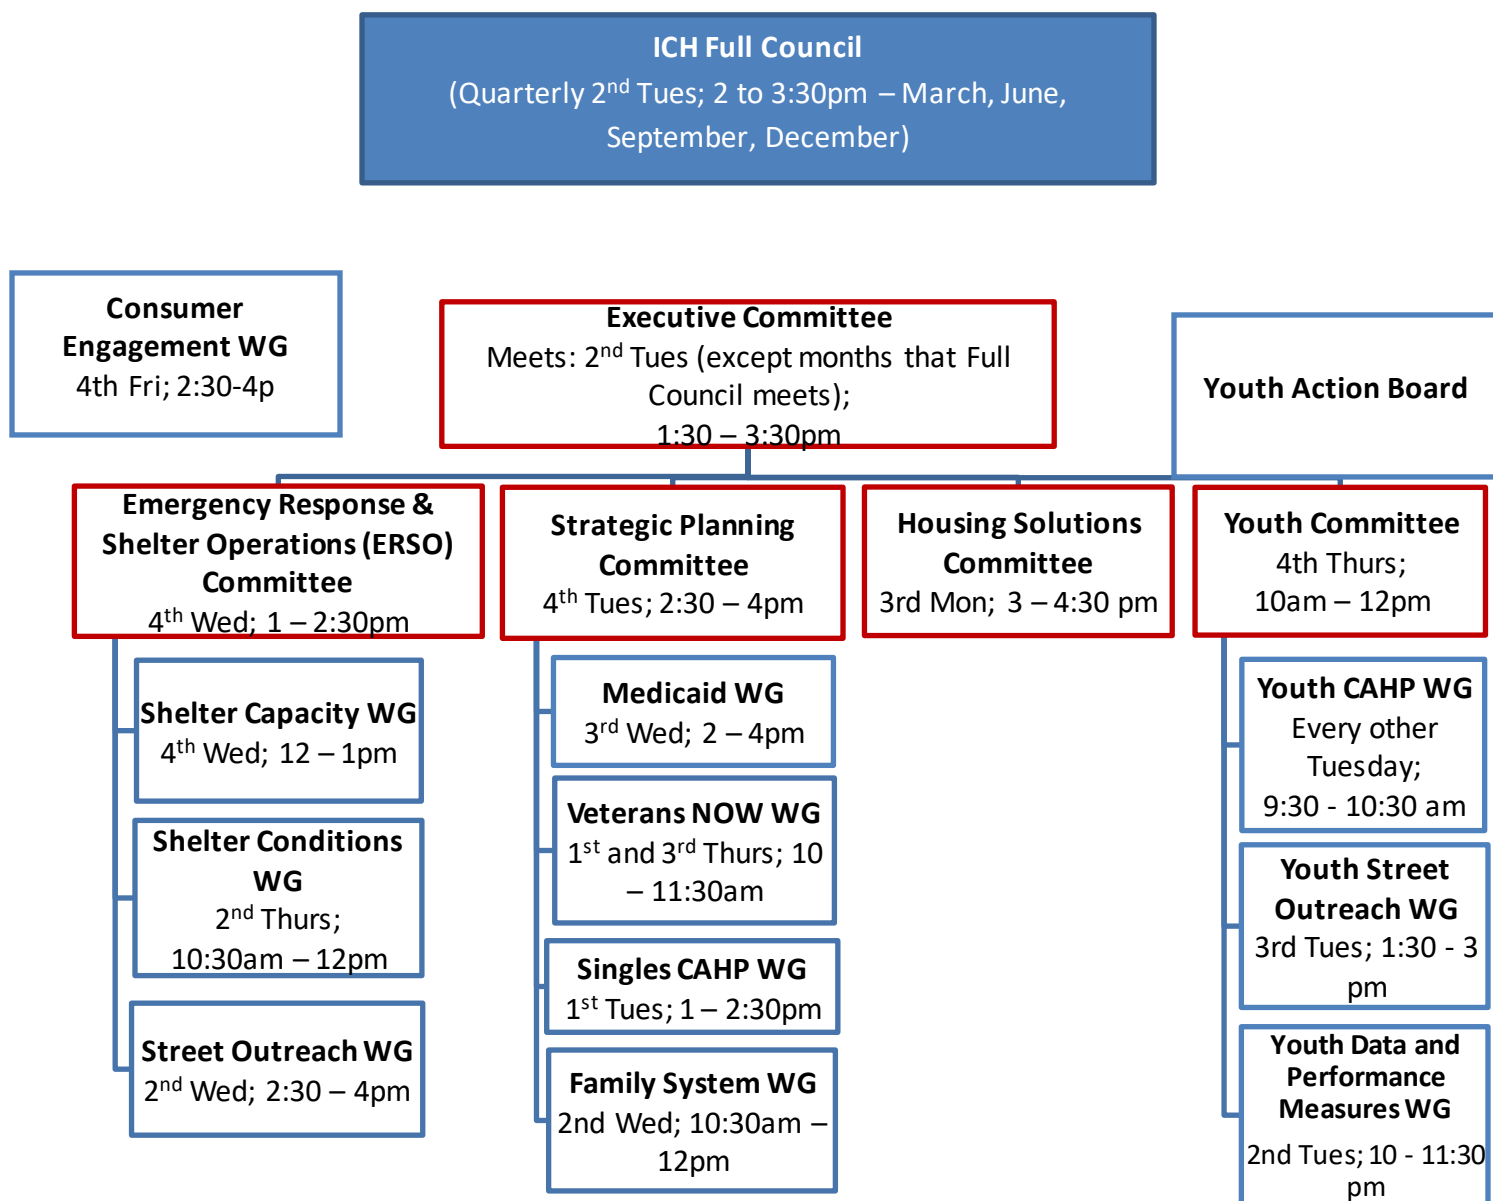 ICH Full Council
(Quarterly 2nd Tues; 2 to 3:30pm – March, June,
September, December)
Consumer
Engagement WG
4th Fri; 2:30-4p
Executive Committee
Meets: 2nd Tues (except months that Full
Council meets);
1:30 – 3:30pm
Youth Action Board
Emergency Response &
Shelter Operations (ERSO)
Committee
4th Wed; 1 – 2:30pm
Strategic Planning
Committee
4th Tues; 2:30 – 4pm
Housing Solutions
Committee
3rd Mon; 3 – 4:30 pm
Youth Committee
4th Thurs;
10am – 12pm
Shelter Capacity WG
4th Wed; 12 – 1pm
Shelter Conditions
WG
2nd Thurs;
10:30am – 12pm
Street Outreach WG
2nd Wed; 2:30 – 4pm
Medicaid WG
3rd Wed; 2 – 4pm
Veterans NOW WG
1st and 3rd Thurs; 10
– 11:30am
Singles CAHP WG
1st Tues; 1 – 2:30pm
Family System WG
2nd Wed; 10:30am –
12pm
Youth CAHP WG
Every other
Tuesday;
9:30 - 10:30 am
Youth Street
Outreach WG
3rd Tues; 1:30 - 3
pm
Youth Data and
Performance
Measures WG
2nd Tues; 10 - 11:30
pm